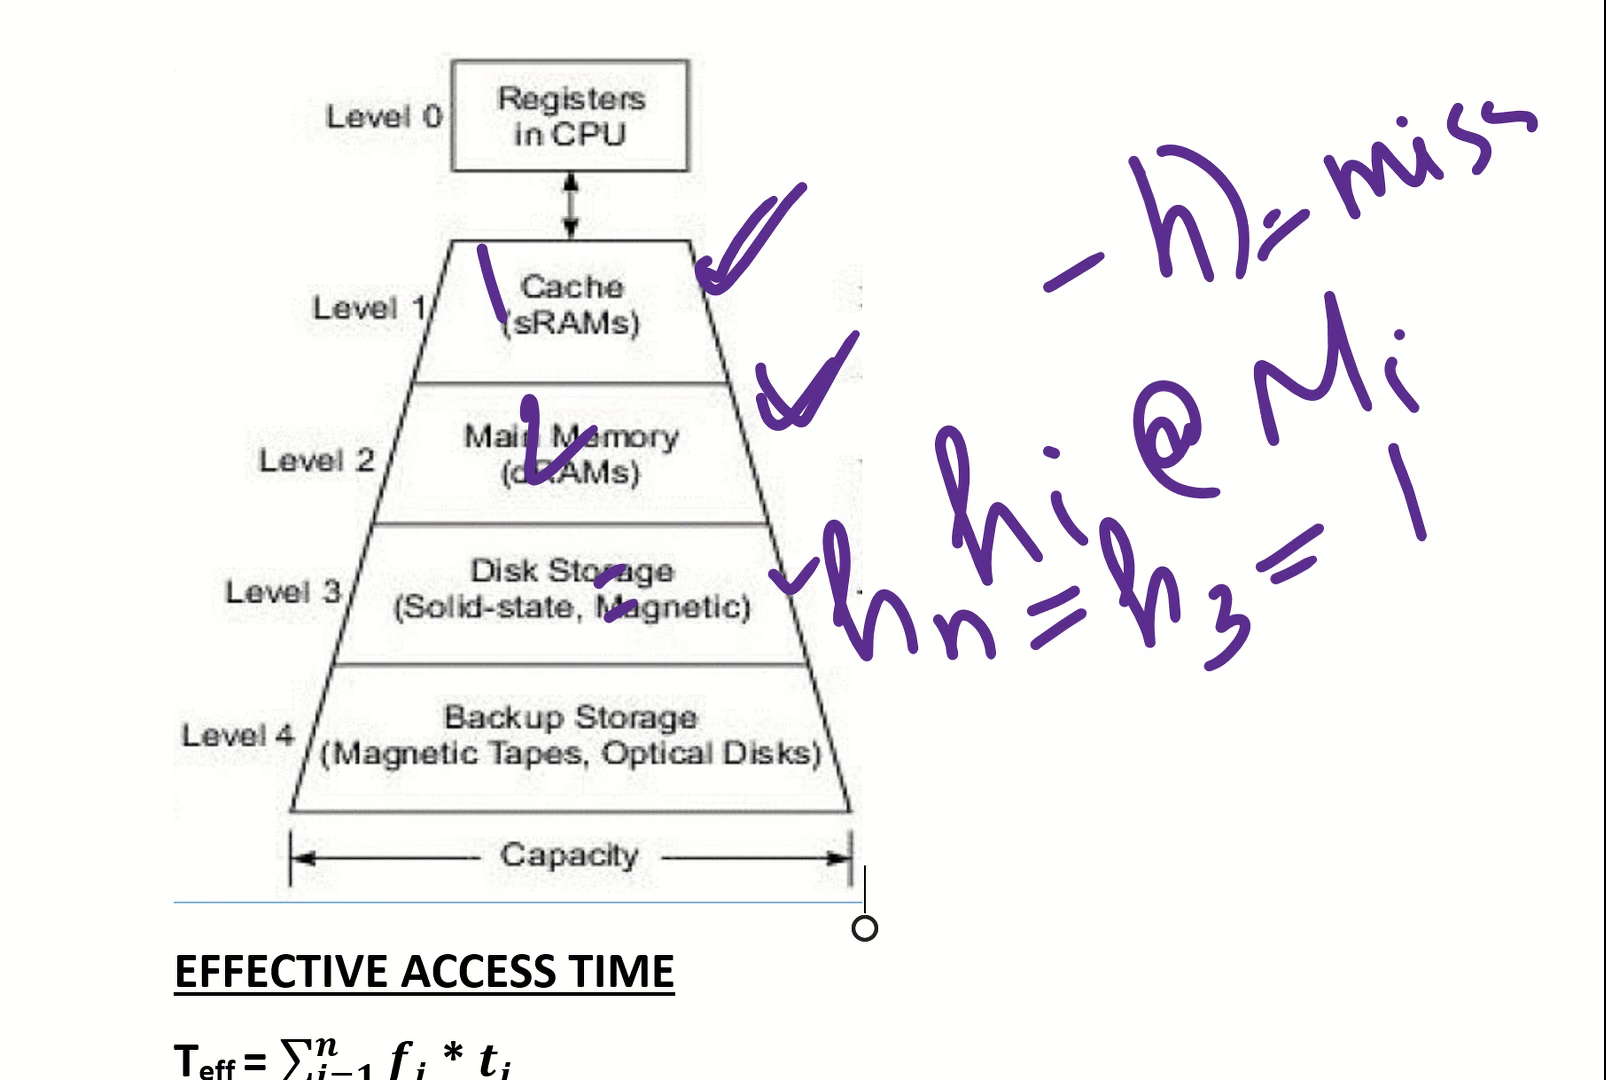 Level 0
Registers
in CPU
- h) = miss
Level 1
Cache
(sRAMs)
Level 2
Main Memory
(dRAMs)
hi @ Mi
Level 3
Disk Storage
(Solid-state, Magnetic)
hn = h3 = 1
Level 4
Backup Storage
(Magnetic Tapes, Optical Disks)
Capacity
EFFECTIVE ACCESS TIME
Teff = ∑ⁿᵢ₌₁ fᵢ * tᵢ